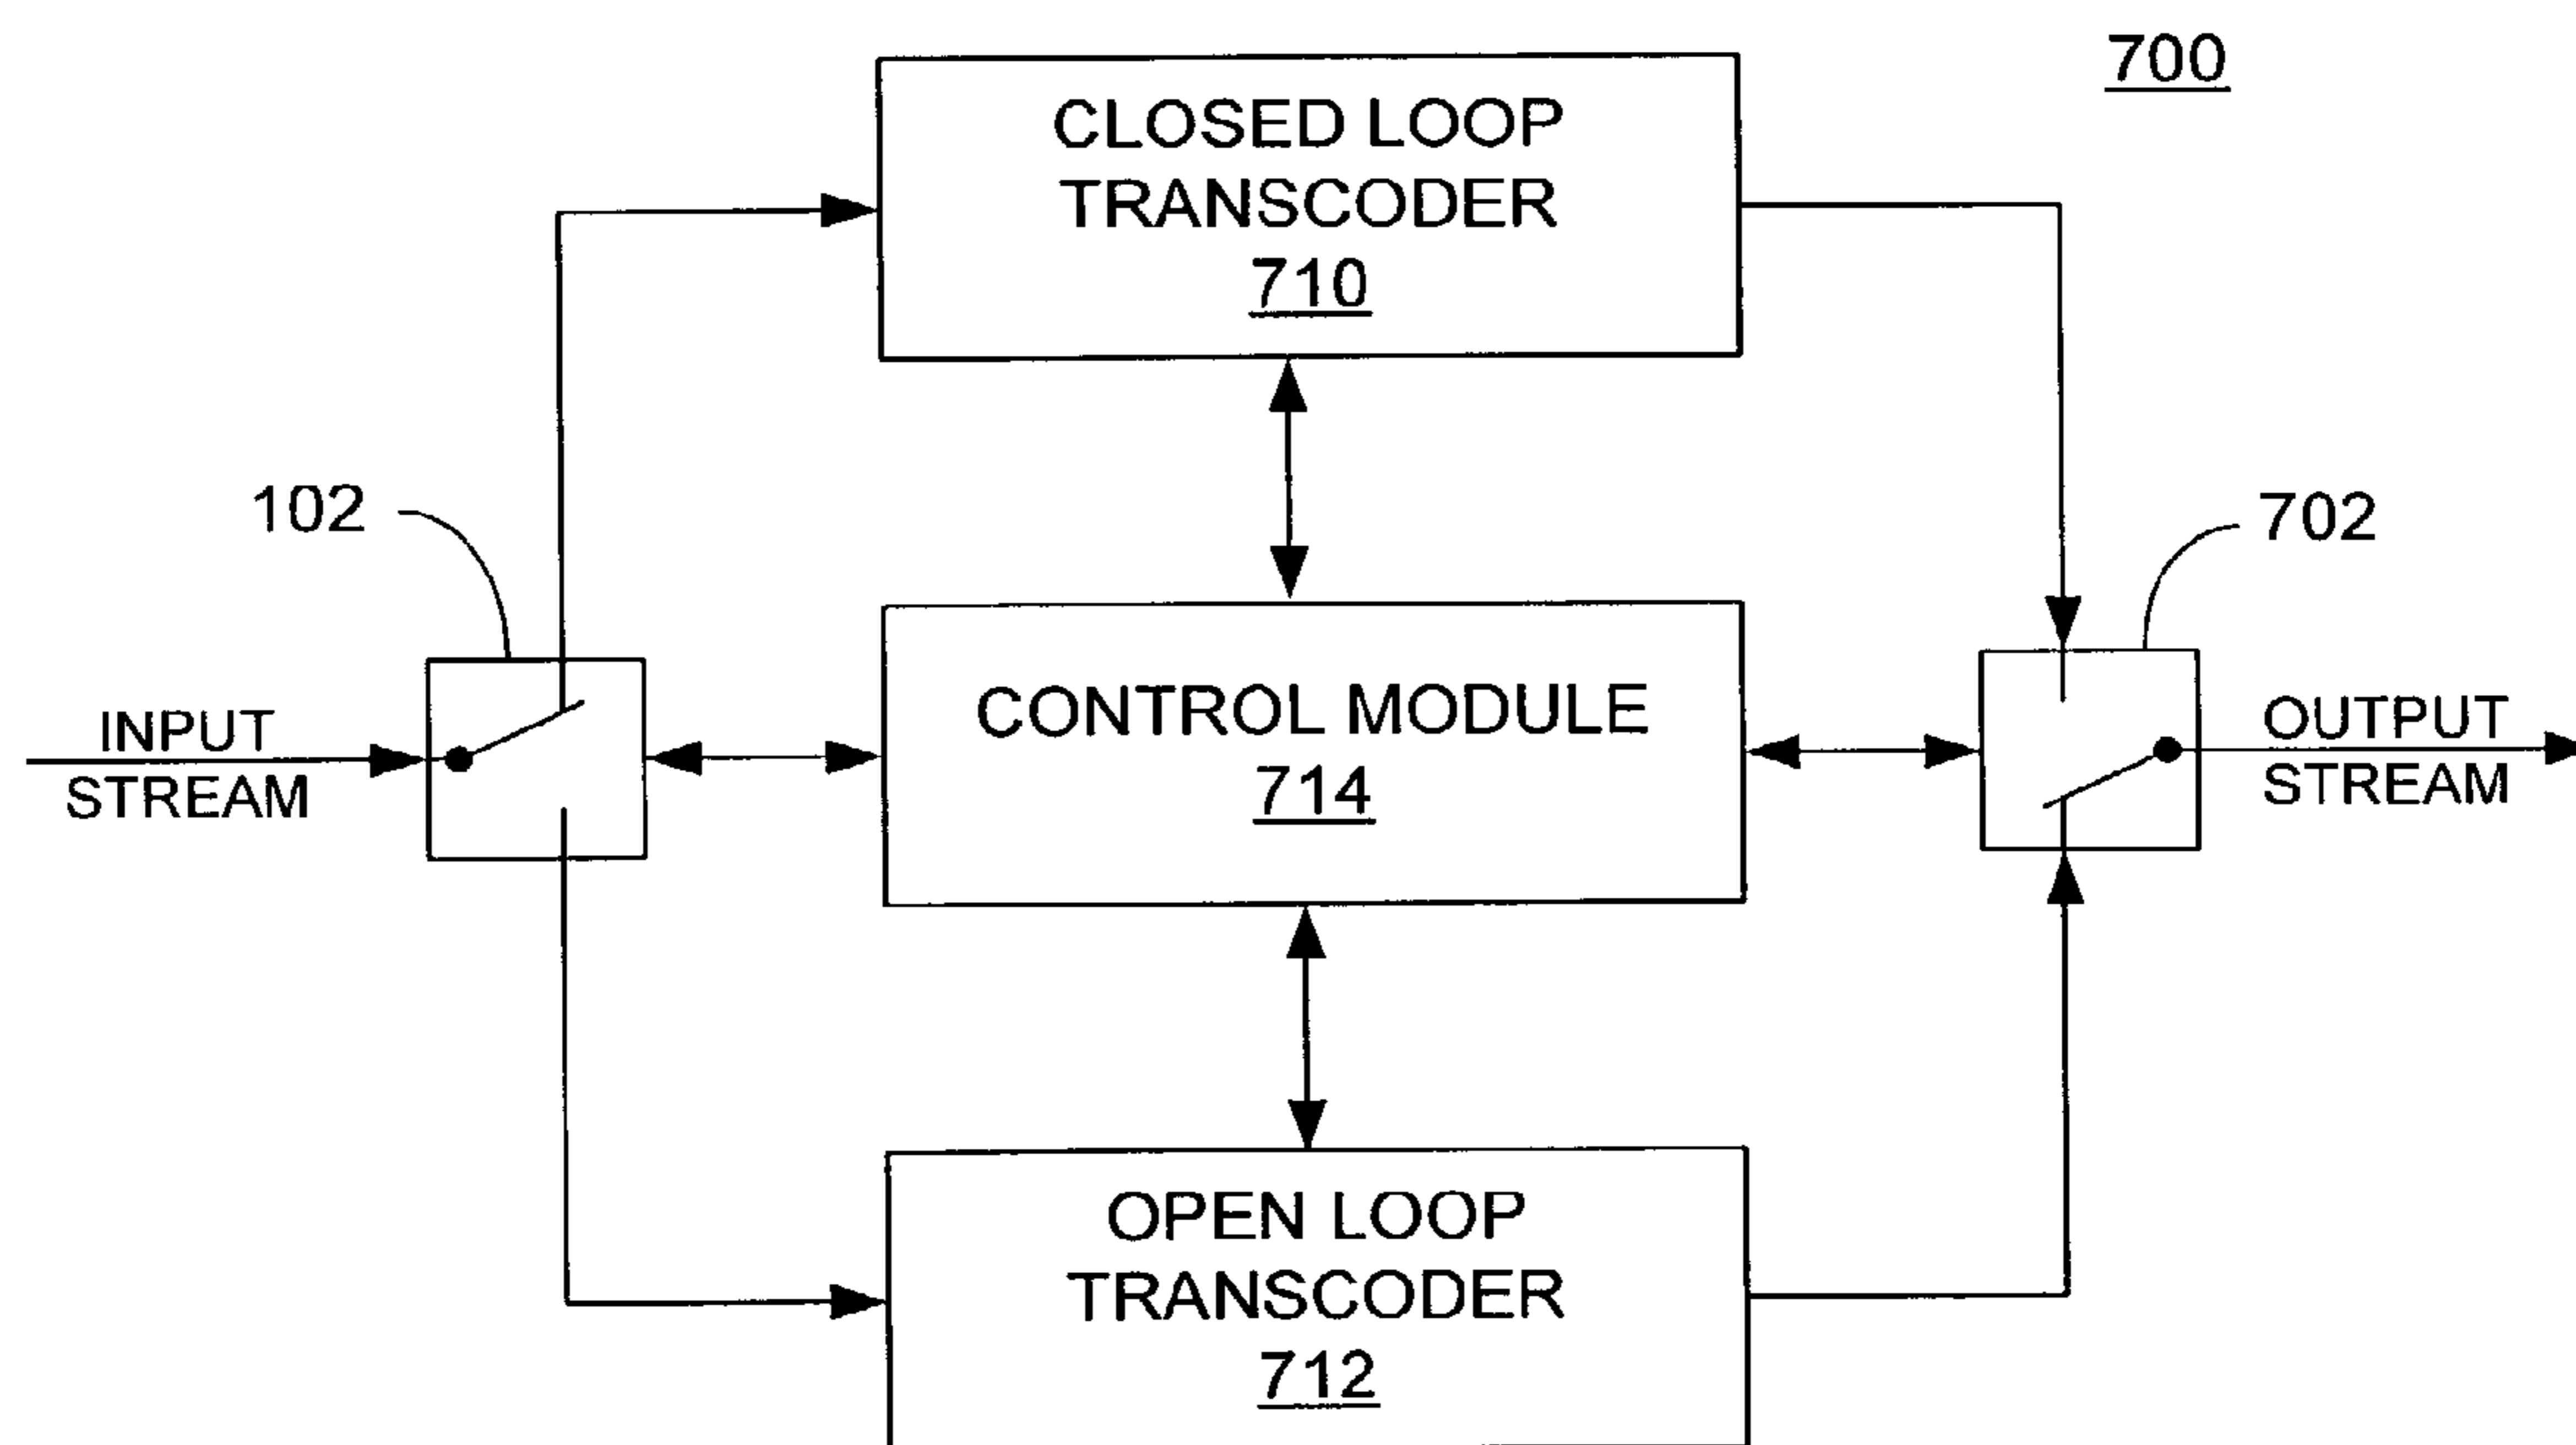 700
CLOSED LOOP
TRANSCODER
710
102
702
INPUT
STREAM
CONTROL MODULE
714
OUTPUT
STREAM
OPEN LOOP
TRANSCODER
712